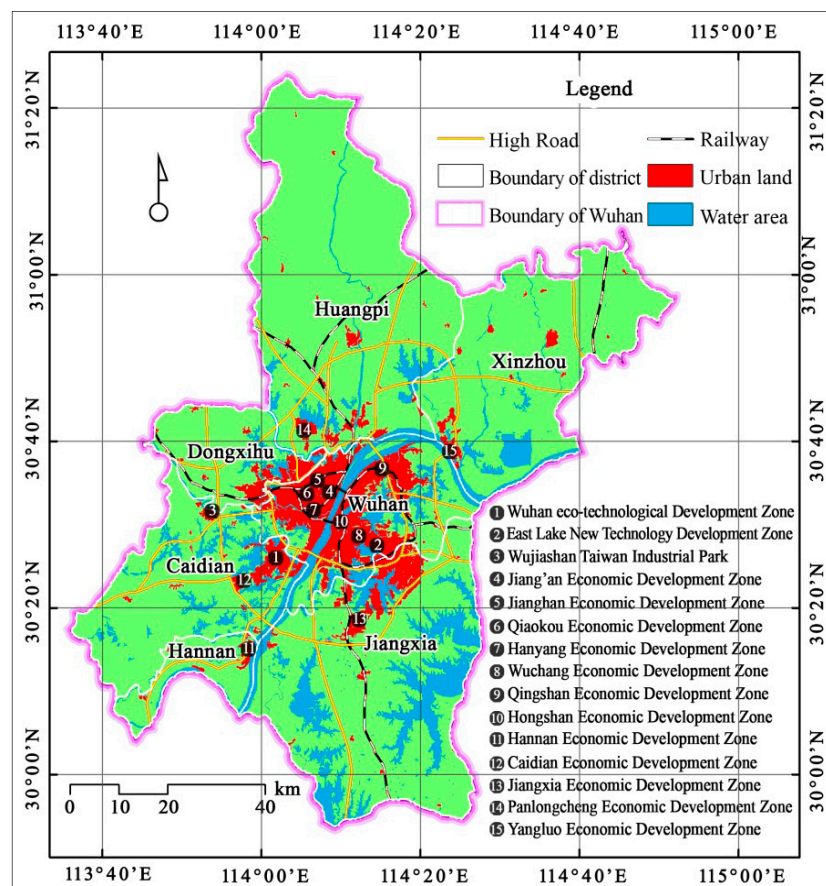 113°40′E 114°00′E 114°20′E 114°40′E 115°00′E
31°20′N 31°20′N
Legend
High Road Railway
Boundary of district Urban land
Boundary of Wuhan Water area
31°00′N 31°00′N
Huangpi
Xinzhou
30°40′N 30°40′N
14
15
Dongxihu
9
5
6 4
Wuhan
3 7
10
8
2
1
Caidian
12
30°20′N 30°20′N
13
Jiangxia
Hannan 11
1 Wuhan eco-technological Development Zone
2 East Lake New Technology Development Zone
3 Wujiashan Taiwan Industrial Park
4 Jiang'an Economic Development Zone
5 Jianghan Economic Development Zone
6 Qiaokou Economic Development Zone
7 Hanyang Economic Development Zone
8 Wuchang Economic Development Zone
9 Qingshan Economic Development Zone
10 Hongshan Economic Development Zone
11 Hannan Economic Development Zone
12 Caidian Economic Development Zone
13 Jiangxia Economic Development Zone
14 Panlongcheng Economic Development Zone
15 Yangluo Economic Development Zone
30°00′N 30°00′N
km
0 10 20 40
113°40′E 114°00′E 114°20′E 114°40′E 115°00′E